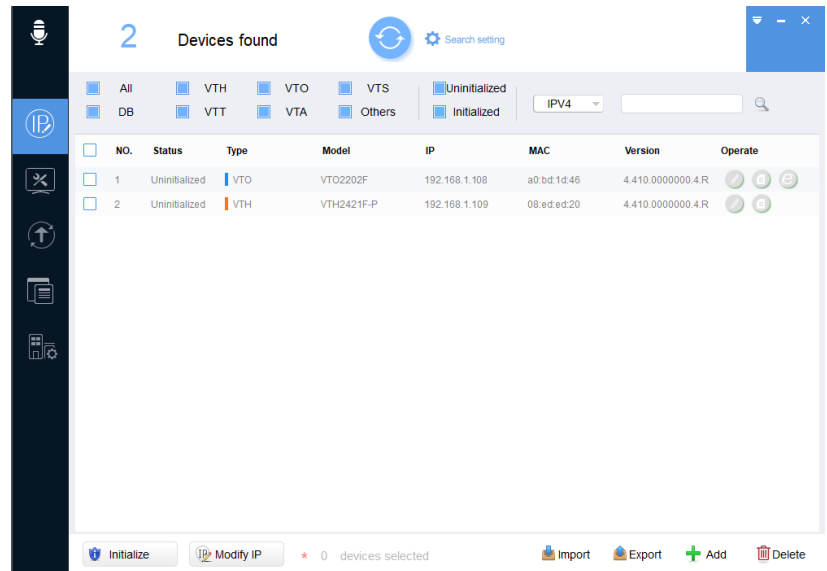 2 Devices found Search setting
All VTH VTO VTS Uninitialized
DB VTT VTA Others Initialized
IPV4
IP
NO. Status Type Model IP MAC Version Operate
1 Uninitialized VTO VTO2202F 192.168.1.108 a0:bd:1d:46 4.410.0000000.4.R
2 Uninitialized VTH VTH2421F-P 192.168.1.109 08:ed:ed:20 4.410.0000000.4.R
Initialize IP Modify IP * 0 devices selected Import Export Add Delete